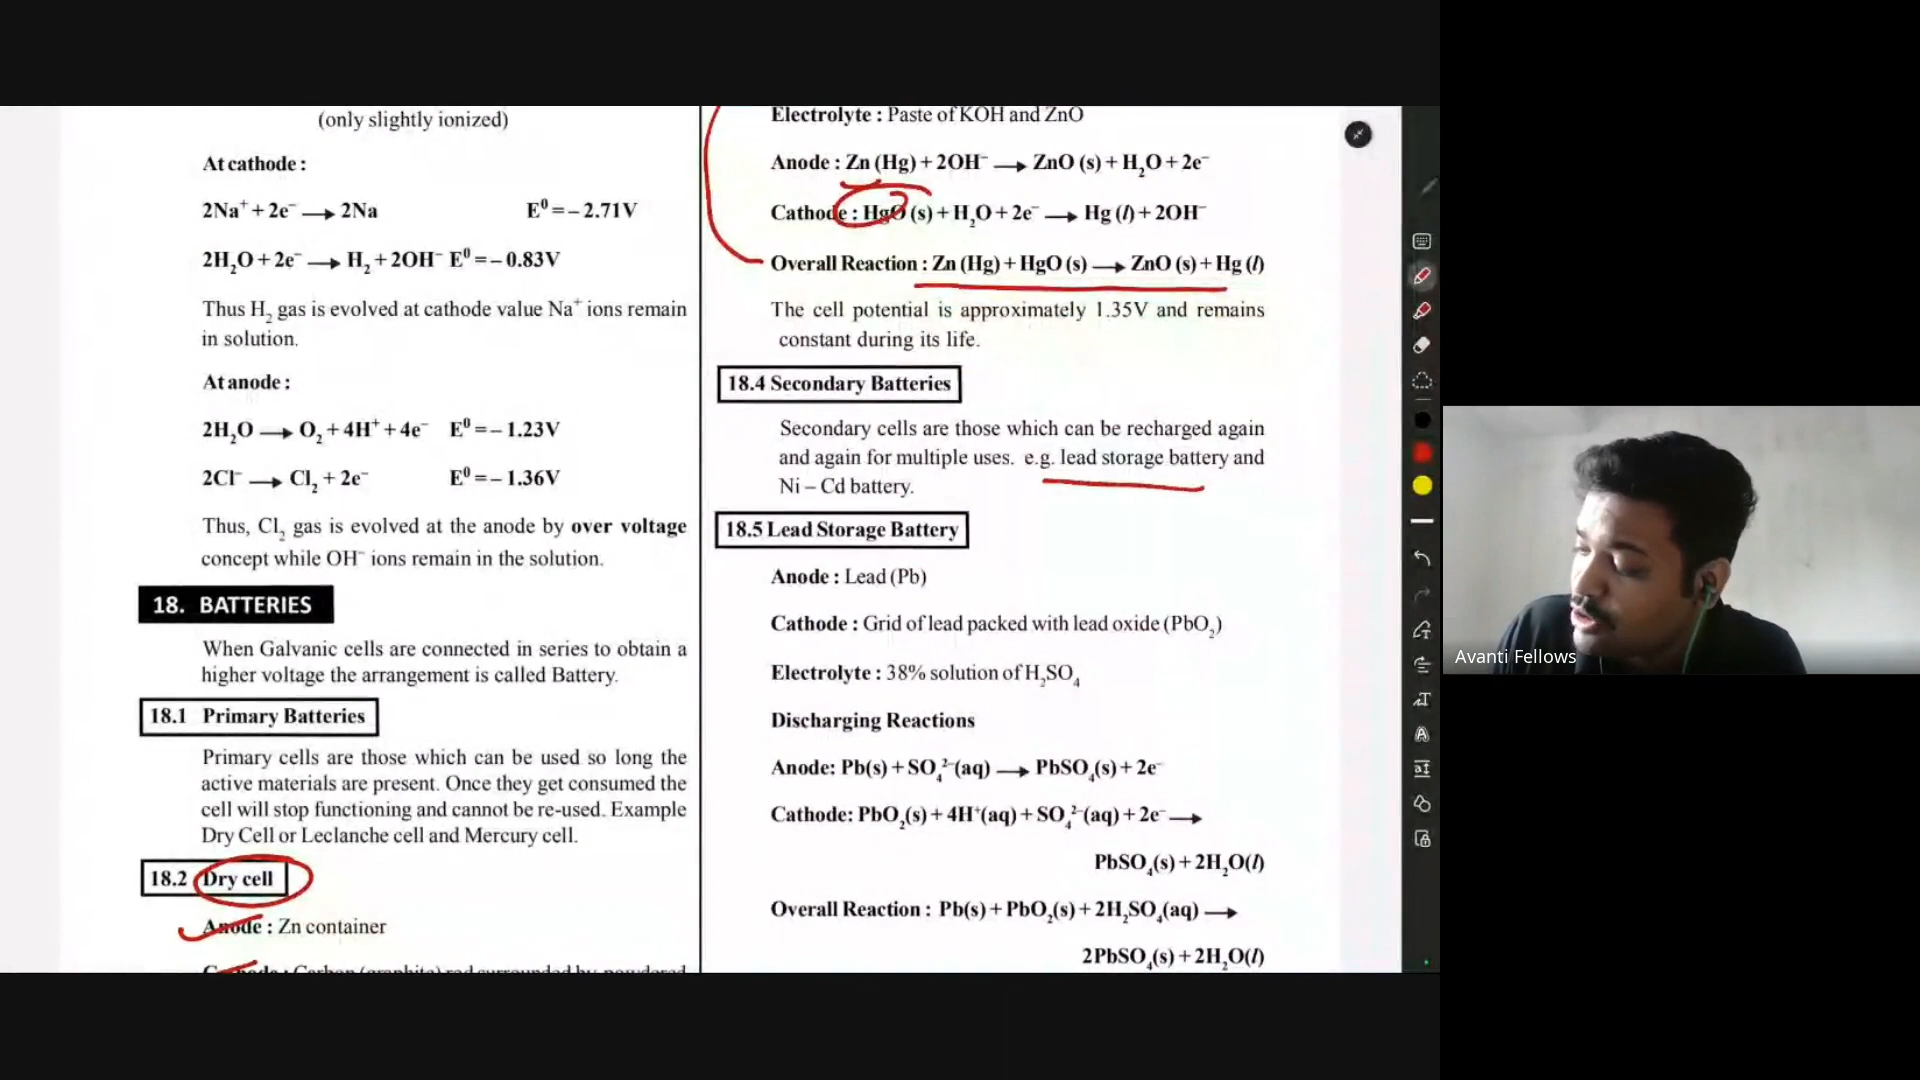 (only slightly ionized)
At cathode :
2Na⁺ + 2e⁻ ⟶ 2Na E⁰ = – 2.71V
2H₂O + 2e⁻ ⟶ H₂ + 2OH⁻ E⁰ = – 0.83V
Thus H₂ gas is evolved at cathode value Na⁺ ions remain
in solution.
At anode :
2H₂O ⟶ O₂ + 4H⁺ + 4e⁻ E⁰ = – 1.23V
2Cl⁻ ⟶ Cl₂ + 2e⁻ E⁰ = – 1.36V
Thus, Cl₂ gas is evolved at the anode by over voltage
concept while OH⁻ ions remain in the solution.
18. BATTERIES
When Galvanic cells are connected in series to obtain a
higher voltage the arrangement is called Battery.
18.1 Primary Batteries
Primary cells are those which can be used so long the
active materials are present. Once they get consumed the
cell will stop functioning and cannot be re-used. Example
Dry Cell or Leclanche cell and Mercury cell.
18.2 Dry cell
Anode : Zn container
Cathode : Carbon (graphite) rod surrounded by powdered
Electrolyte : Paste of KOH and ZnO
Anode : Zn (Hg) + 2OH⁻ ⟶ ZnO (s) + H₂O + 2e⁻
Cathode : HgO (s) + H₂O + 2e⁻ ⟶ Hg (l) + 2OH⁻
Overall Reaction : Zn (Hg) + HgO (s) ⟶ ZnO (s) + Hg (l)
The cell potential is approximately 1.35V and remains
constant during its life.
18.4 Secondary Batteries
Secondary cells are those which can be recharged again
and again for multiple uses. e.g. lead storage battery and
Ni – Cd battery.
18.5 Lead Storage Battery
Anode : Lead (Pb)
Cathode : Grid of lead packed with lead oxide (PbO₂)
Electrolyte : 38% solution of H₂SO₄
Discharging Reactions
Anode: Pb(s) + SO₄²⁻(aq) ⟶ PbSO₄(s) + 2e⁻
Cathode: PbO₂(s) + 4H⁺(aq) + SO₄²⁻(aq) + 2e⁻ ⟶
PbSO₄(s) + 2H₂O(l)
Overall Reaction : Pb(s) + PbO₂(s) + 2H₂SO₄(aq) ⟶
2PbSO₄(s) + 2H₂O(l)
Avanti Fellows